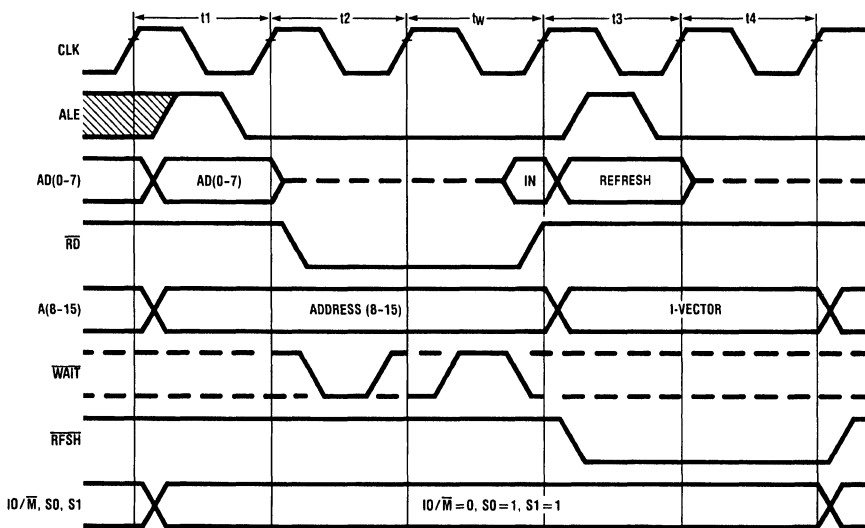 t1 t2 tW t3 t4
CLK
ALE
AD(0-7) AD(0-7) IN REFRESH
RD
A(8-15) ADDRESS (8-15) I-VECTOR
WAIT
RFSH
IO/M, S0, S1 IO/M=0, S0=1, S1=1